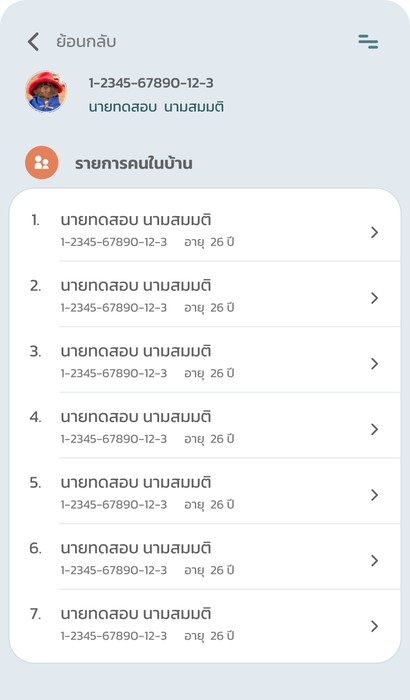 ย้อนกลับ
1-2345-67890-12-3
นายทดสอบ นามสมมติ
รายการคนในบ้าน
1. นายทดสอบ นามสมมติ
1-2345-67890-12-3 อายุ 26 ปี
2. นายทดสอบ นามสมมติ
1-2345-67890-12-3 อายุ 26 ปี
3. นายทดสอบ นามสมมติ
1-2345-67890-12-3 อายุ 26 ปี
4. นายทดสอบ นามสมมติ
1-2345-67890-12-3 อายุ 26 ปี
5. นายทดสอบ นามสมมติ
1-2345-67890-12-3 อายุ 26 ปี
6. นายทดสอบ นามสมมติ
1-2345-67890-12-3 อายุ 26 ปี
7. นายทดสอบ นามสมมติ
1-2345-67890-12-3 อายุ 26 ปี